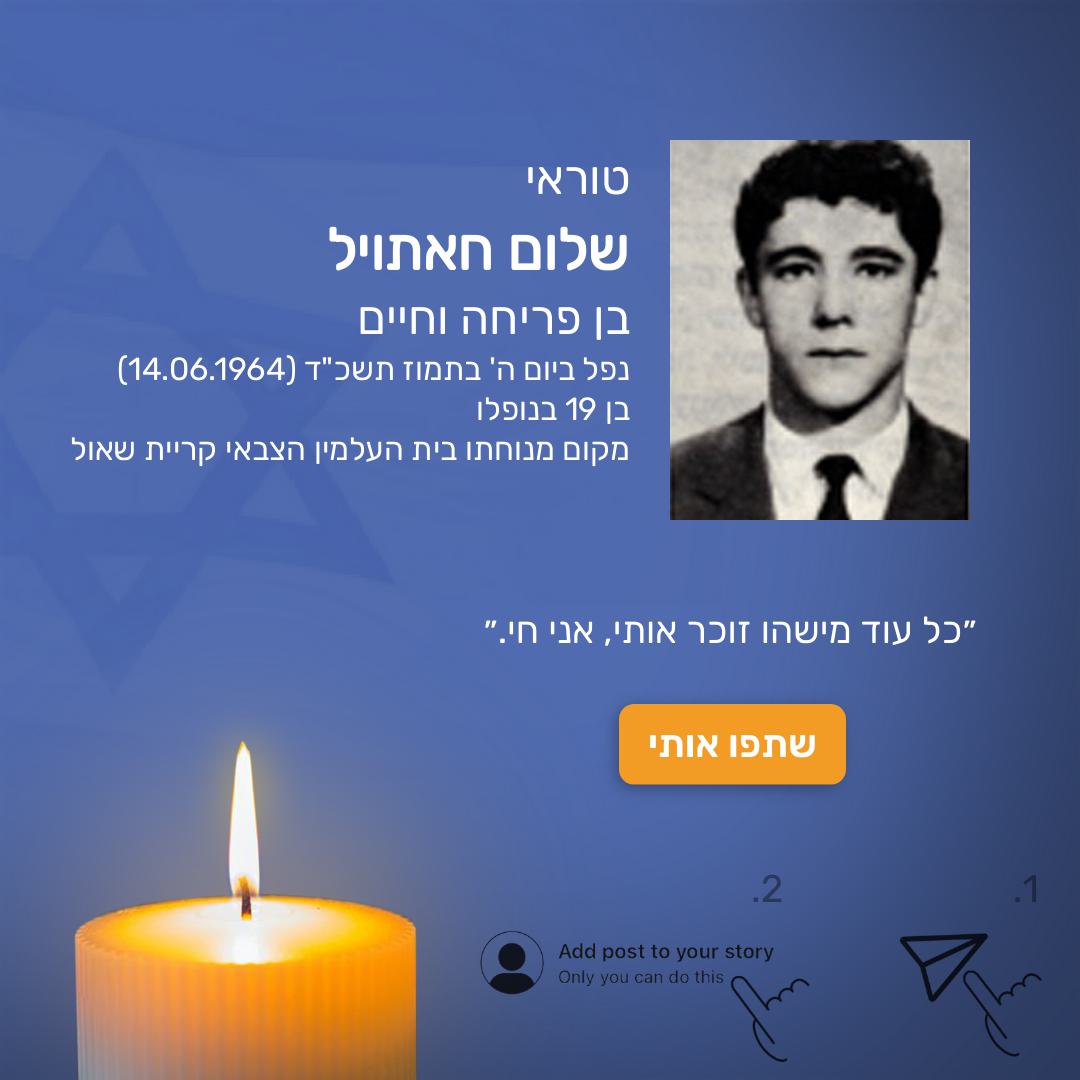 טוראי
שלום חאתויל
בן פריחה וחיים
נפל ביום ה' בתמוז תשכ"ד (14.06.1964)
בן 19 בנופלו
מקום מנוחתו בית העלמין הצבאי קריית שאול
״כל עוד מישהו זוכר אותי, אני חי.״
שתפו אותי
.1
.2
Add post to your story
Only you can do this